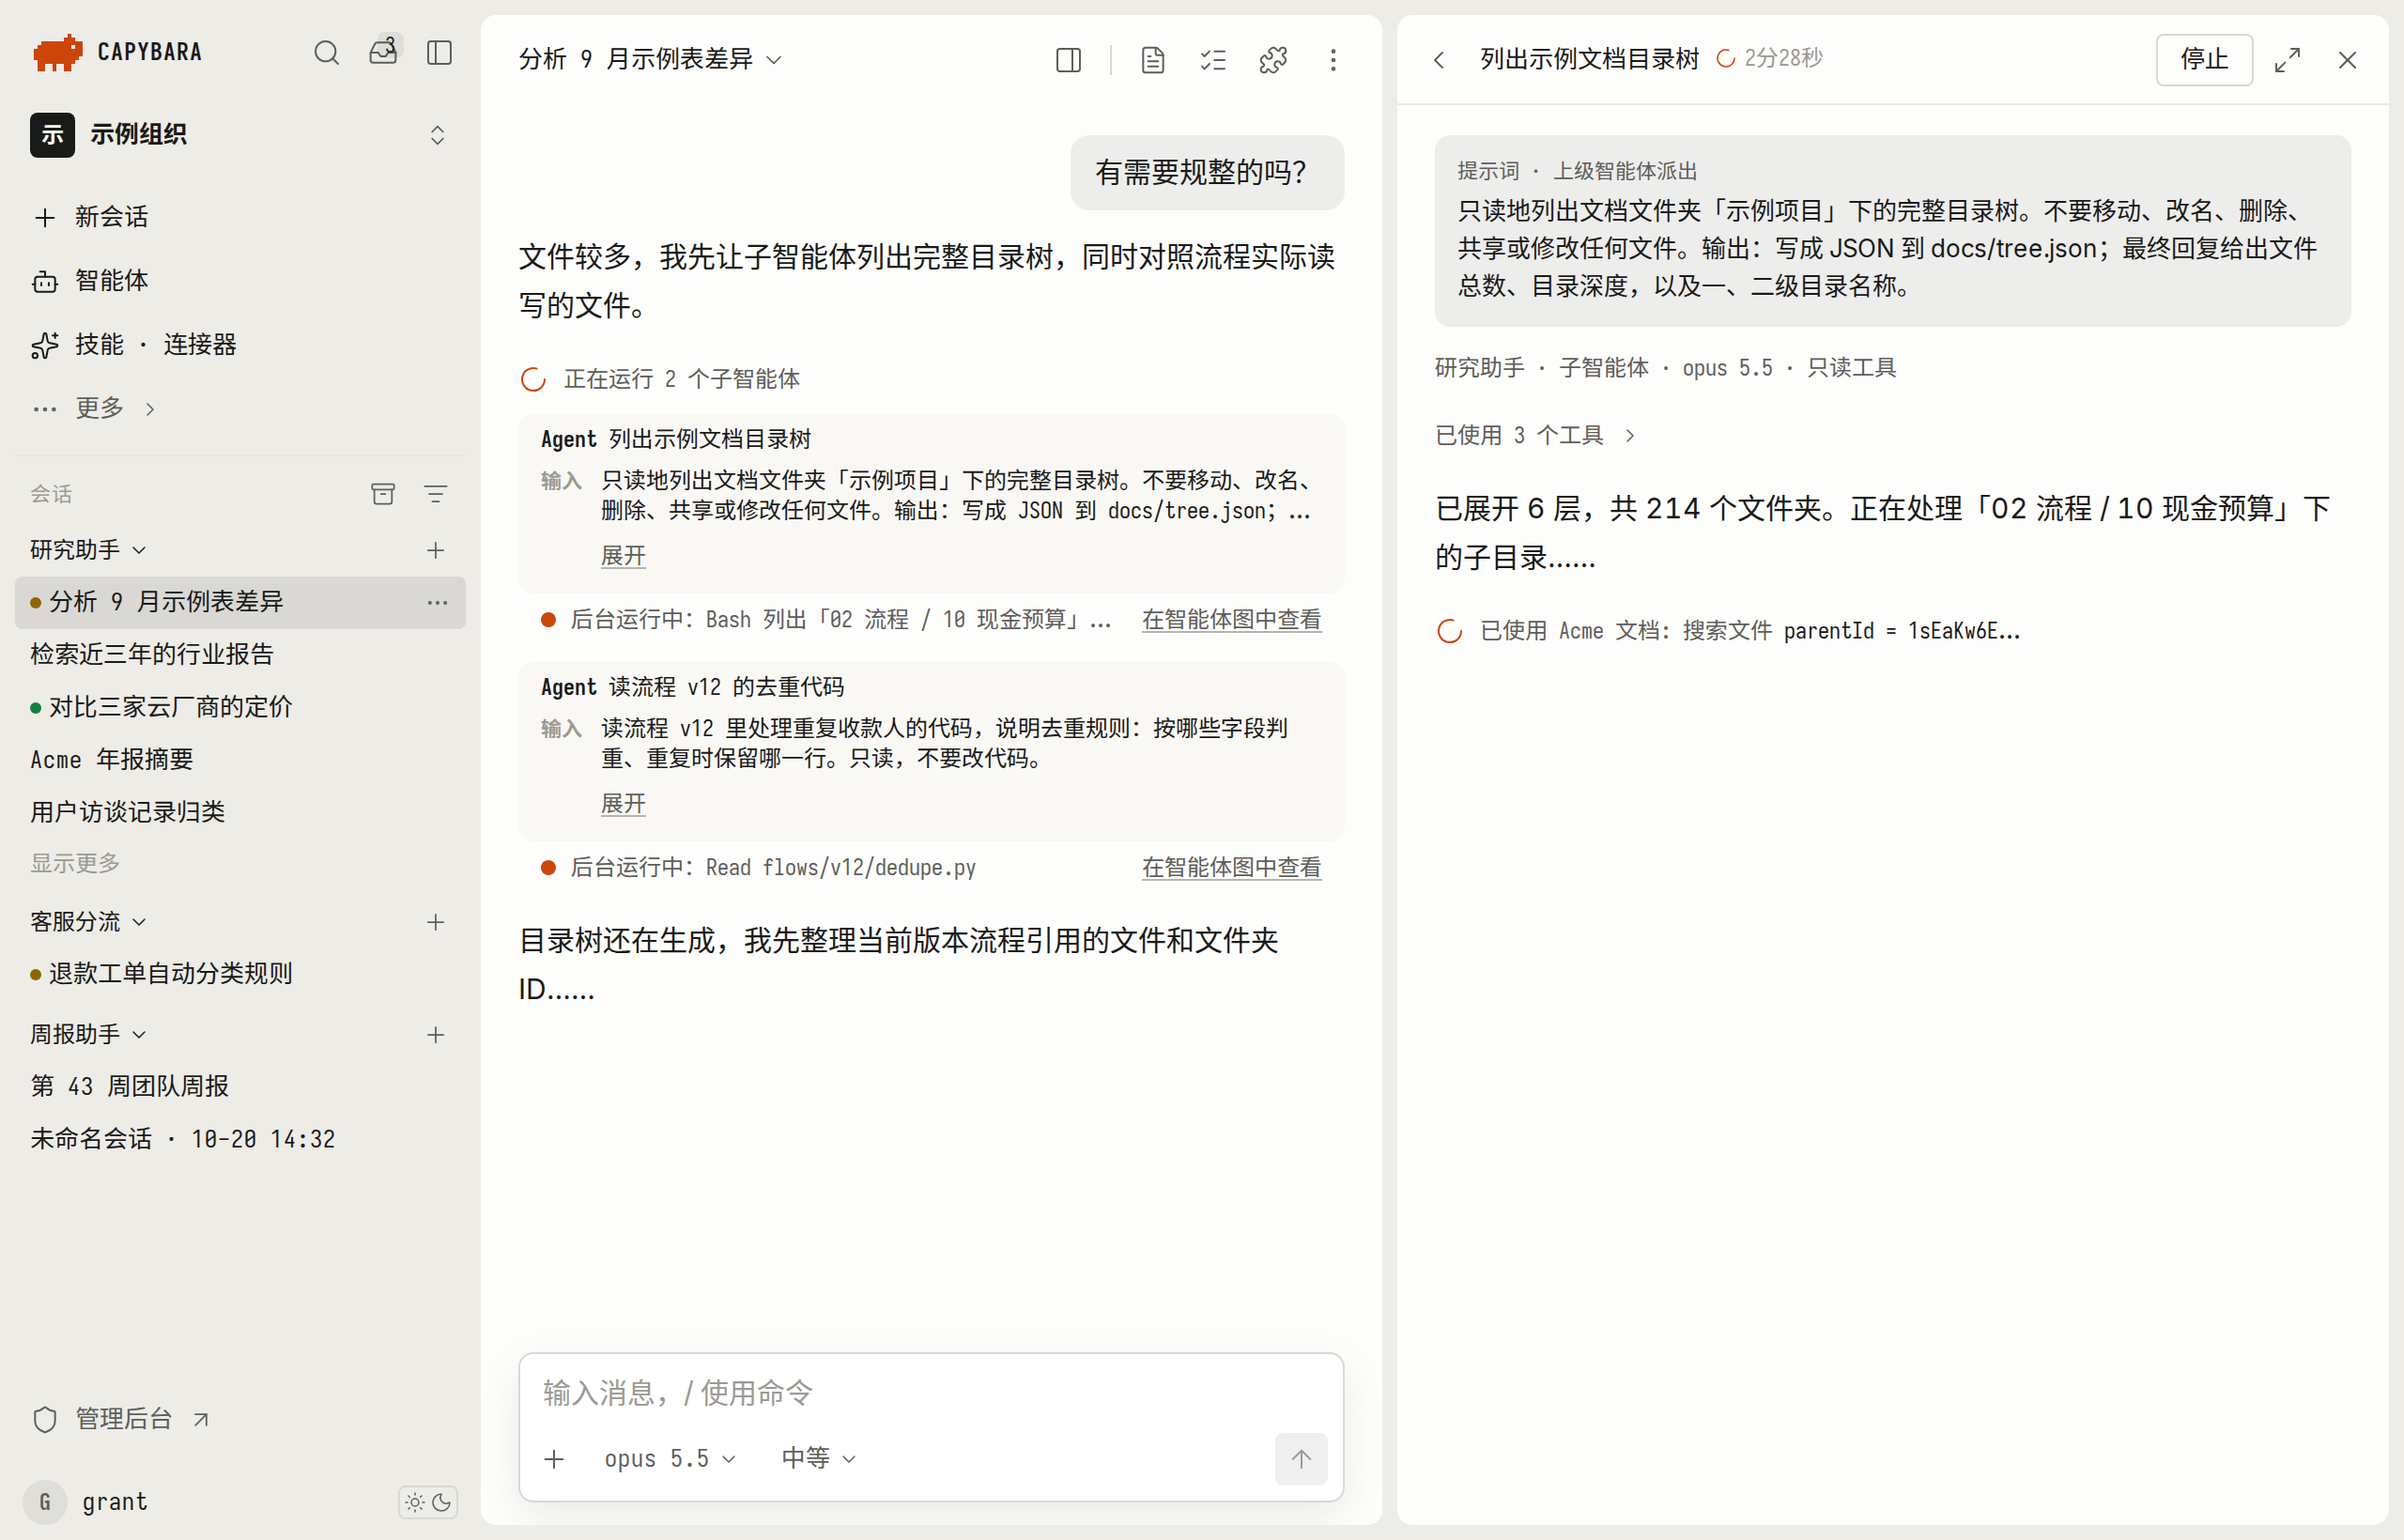 CAPYBARA
3
示 示例组织
新会话
智能体
技能 · 连接器
更多
会话
研究助手
分析 9 月示例表差异
检索近三年的行业报告
对比三家云厂商的定价
Acme 年报摘要
用户访谈记录归类
显示更多
客服分流
退款工单自动分类规则
周报助手
第 43 周团队周报
未命名会话 · 10-20 14:32
管理后台
G grant
分析 9 月示例表差异
有需要规整的吗？
文件较多，我先让子智能体列出完整目录树，同时对照流程实际读
写的文件。
正在运行 2 个子智能体
Agent 列出示例文档目录树
输入 只读地列出文档文件夹「示例项目」下的完整目录树。不要移动、改名、
删除、共享或修改任何文件。输出：写成 JSON 到 docs/tree.json；…
展开
后台运行中：Bash 列出「02 流程 / 10 现金预算」… 在智能体图中查看
Agent 读流程 v12 的去重代码
输入 读流程 v12 里处理重复收款人的代码，说明去重规则：按哪些字段判
重、重复时保留哪一行。只读，不要改代码。
展开
后台运行中：Read flows/v12/dedupe.py 在智能体图中查看
目录树还在生成，我先整理当前版本流程引用的文件和文件夹
ID……
输入消息，/ 使用命令
opus 5.5 中等
列出示例文档目录树 2分28秒 停止
提示词 · 上级智能体派出
只读地列出文档文件夹「示例项目」下的完整目录树。不要移动、改名、删除、
共享或修改任何文件。输出：写成 JSON 到 docs/tree.json；最终回复给出文件
总数、目录深度，以及一、二级目录名称。
研究助手 · 子智能体 · opus 5.5 · 只读工具
已使用 3 个工具
已展开 6 层，共 214 个文件夹。正在处理「02 流程 / 10 现金预算」下
的子目录……
已使用 Acme 文档：搜索文件 parentId = 1sEaKw6E…